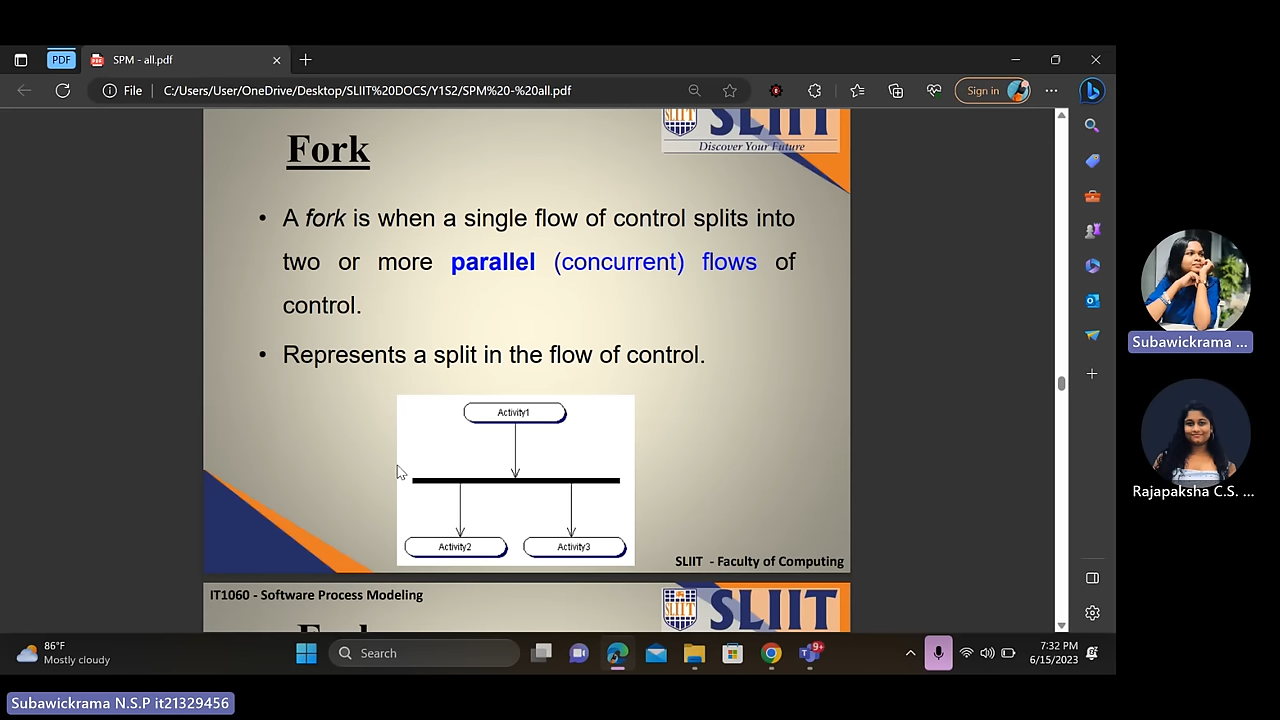 PDF
SPM - all.pdf
File
C:/Users/User/OneDrive/Desktop/SLIIT%20DOCS/Y1S2/SPM%20-%20all.pdf
Sign in
Fork
SLIIT
Discover Your Future
• A fork is when a single flow of control splits into
two or more parallel (concurrent) flows of
control.
• Represents a split in the flow of control.
Activity1
Activity2
Activity3
SLIIT - Faculty of Computing
IT1060 - Software Process Modeling
SLIIT
SLIIT
Subawickrama ...
Rajapaksha C.S. ...
86°F
Mostly cloudy
Search
9+
7:32 PM
6/15/2023
Subawickrama N.S.P it21329456